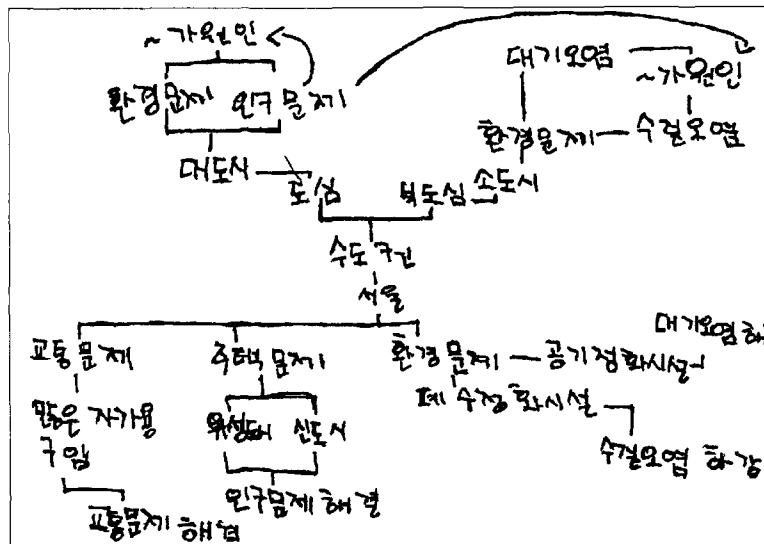 ~가원인
대기오염
~가원인
환경문제 인구문제
환경문제 수질오염
대도시
도심 부도심 소도시
수도권
서울
대기오염하
교통문제 주택문제 환경문제 공기정화시설
폐수정화시설
많은 자가용 위성도시 신도시
구입
수질오염 하강
인구문제해결
교통문제 해결